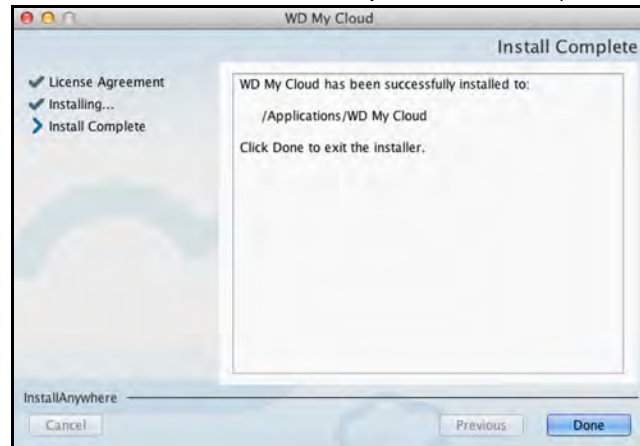 WD My Cloud
Install Complete
License Agreement
Installing...
Install Complete
WD My Cloud has been successfully installed to:
/Applications/WD My Cloud
Click Done to exit the installer.
InstallAnywhere
Cancel
Previous
Done